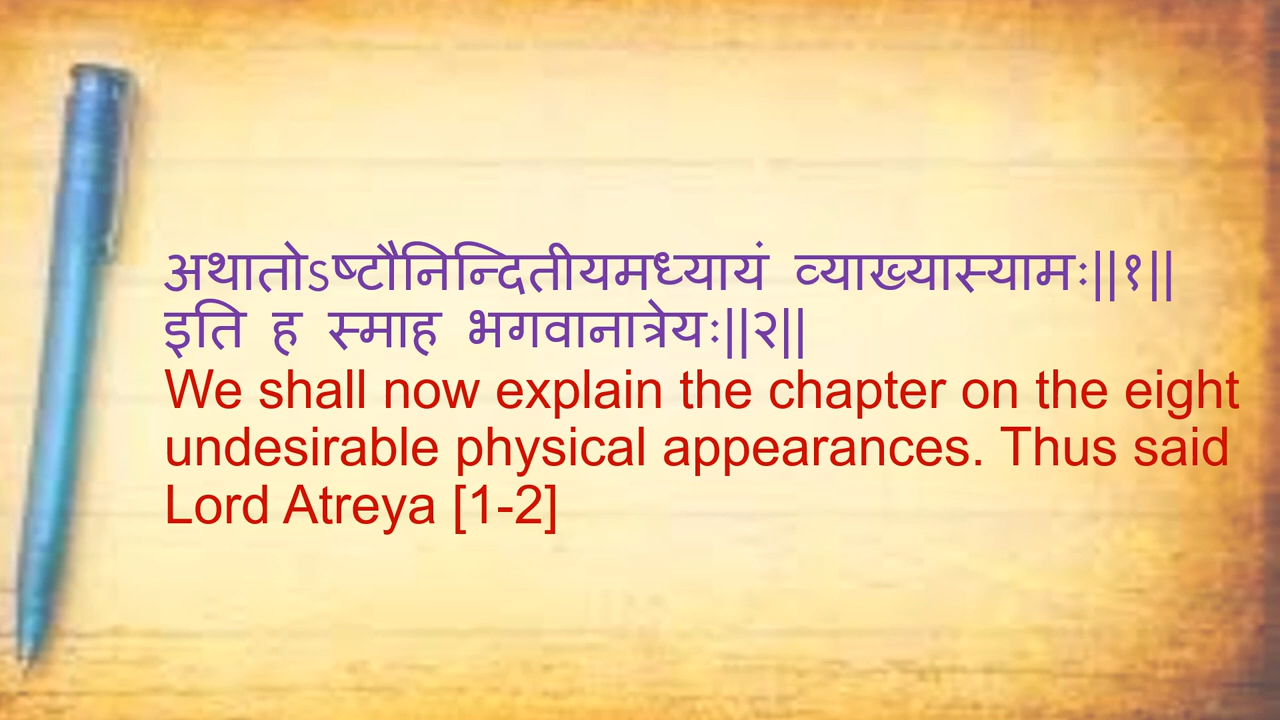 अथातोऽष्टौनिन्दितीयमध्यायं व्याख्यास्यामः||१||
इति ह स्माह भगवानात्रेयः||२||
We shall now explain the chapter on the eight
undesirable physical appearances. Thus said
Lord Atreya [1-2]